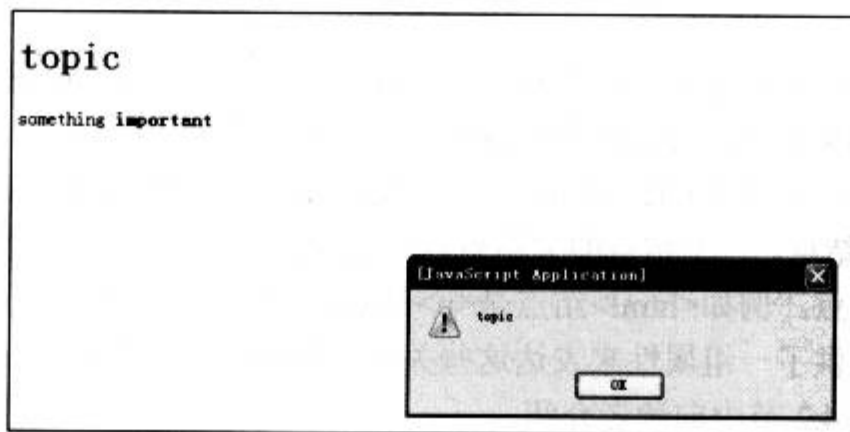 topic
something important
[JavaScript Application]
topic
OK